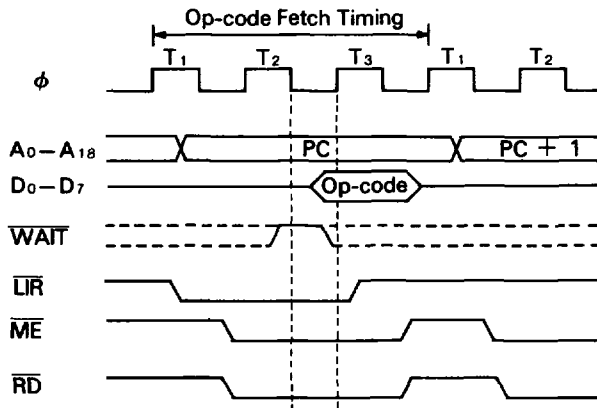 Op-code Fetch Timing
T1 T2 T3 T1 T2
φ
A0–A18 PC PC + 1
D0–D7 Op-code
WAIT
LIR
ME
RD